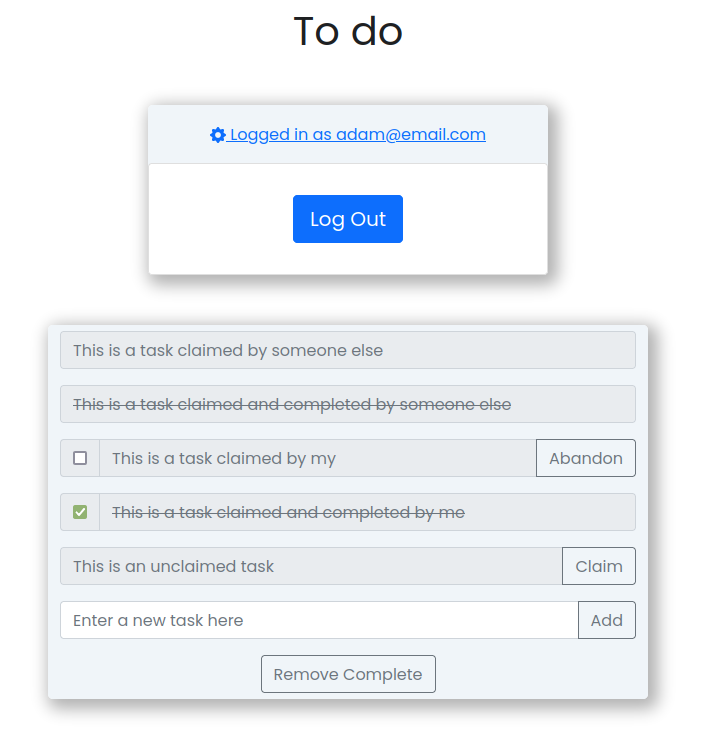 To do
Logged in as adam@email.com
Log Out
This is a task claimed by someone else
This is a task claimed and completed by someone else
This is a task claimed by my
Abandon
This is a task claimed and completed by me
This is an unclaimed task
Claim
Enter a new task here
Add
Remove Complete